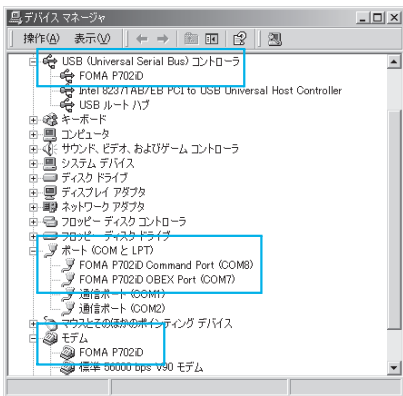 デバイス マネージャ
操作(A) 表示(V)
USB (Universal Serial Bus) コントローラ
FOMA P702iD
Intel 82371AB/EB PCI to USB Universal Host Controller
USB ルート ハブ
キーボード
コンピュータ
サウンド、ビデオ、およびゲーム コントローラ
システム デバイス
ディスク ドライブ
ディスプレイ アダプタ
ネットワーク アダプタ
フロッピー ディスク コントローラ
フロッピー ディスク ドライブ
ポート (COM と LPT)
FOMA P702iD Command Port (COM8)
FOMA P702iD OBEX Port (COM7)
通信ポート (COM1)
通信ポート (COM2)
マウスとそのほかのポインティング デバイス
モデム
FOMA P702iD
標準 56000 bps V90 モデム